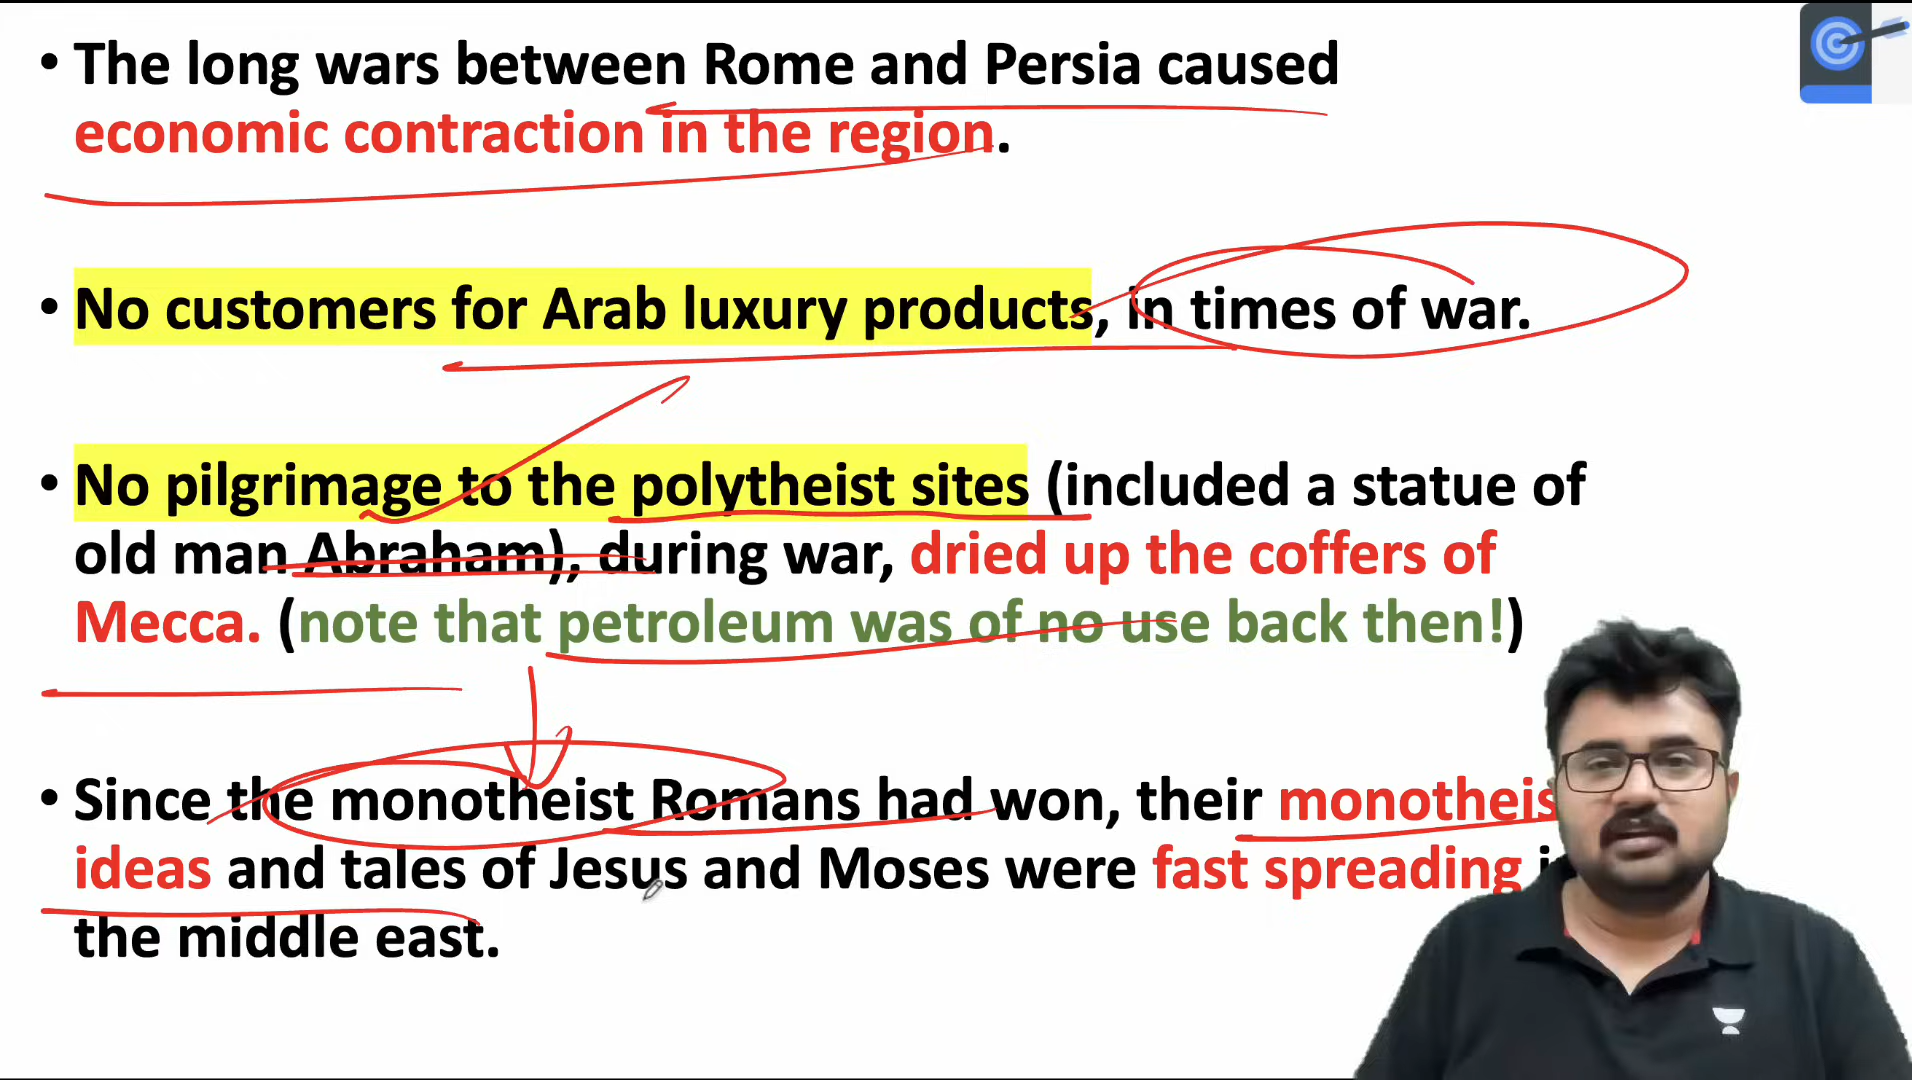 • The long wars between Rome and Persia caused
economic contraction in the region.
• No customers for Arab luxury products, in times of war.
• No pilgrimage to the polytheist sites (included a statue of
old man Abraham), during war, dried up the coffers of
Mecca. (note that petroleum was of no use back then!)
• Since the monotheist Romans had won, their monotheis
ideas and tales of Jesus and Moses were fast spreading
the middle east.